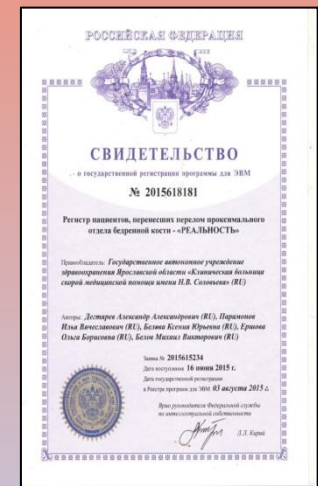 РОССИЙСКАЯ ФЕДЕРАЦИЯ
СВИДЕТЕЛЬСТВО
о государственной регистрации программы для ЭВМ
№ 2015618181
Регистр пациентов, перенесших перелом проксимального
отдела бедренной кости - «РЕАЛЬНОСТЬ»
Правообладатель: Государственное автономное учреждение
здравоохранения Ярославской области «Клиническая больница
скорой медицинской помощи имени Н.В. Соловьева» (RU)
Авторы: Дегтярев Александр Александрович (RU), Парамонов
Илья Вячеславович (RU), Белова Ксения Юрьевна (RU), Ершова
Ольга Борисовна (RU), Белов Михаил Викторович (RU)
Заявка № 2015615234
Дата поступления 16 июня 2015 г.
Дата государственной регистрации
в Реестре программ для ЭВМ 03 августа 2015 г.
Врио руководителя Федеральной службы
по интеллектуальной собственности
Л.Л. Кирий